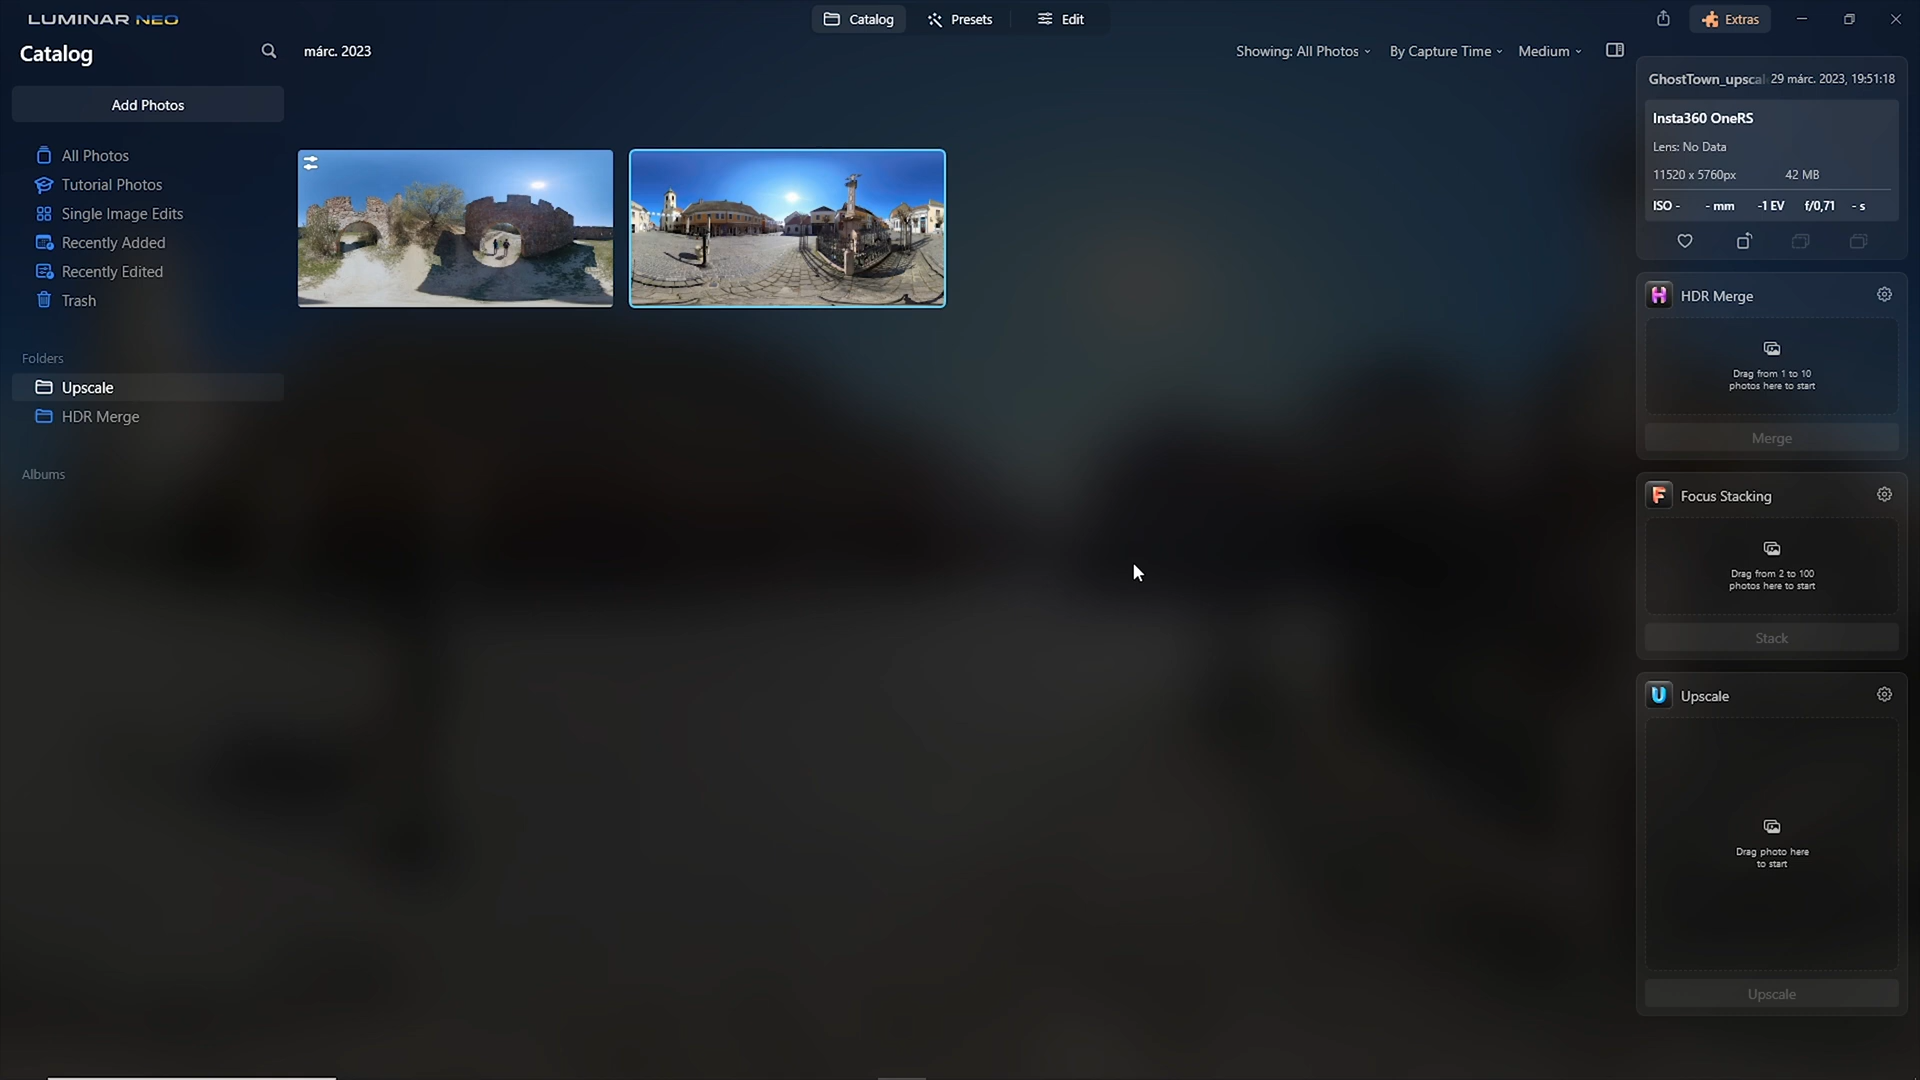 LUMINAR NEO
Catalog
Presets
Edit
Extras
Catalog
márc. 2023
Showing: All Photos
By Capture Time
Medium
Add Photos
All Photos
Tutorial Photos
Single Image Edits
Recently Added
Recently Edited
Trash
Folders
Upscale
HDR Merge
Albums
GhostTown_upscal 29 márc. 2023, 19:51:18
Insta360 OneRS
Lens: No Data
11520 x 5760px 42 MB
ISO - - mm -1 EV f/0,71 - s
HDR Merge
Drag from 1 to 10
photos here to start
Merge
Focus Stacking
Drag from 2 to 100
photos here to start
Stack
Upscale
Drag photo here
to start
Upscale